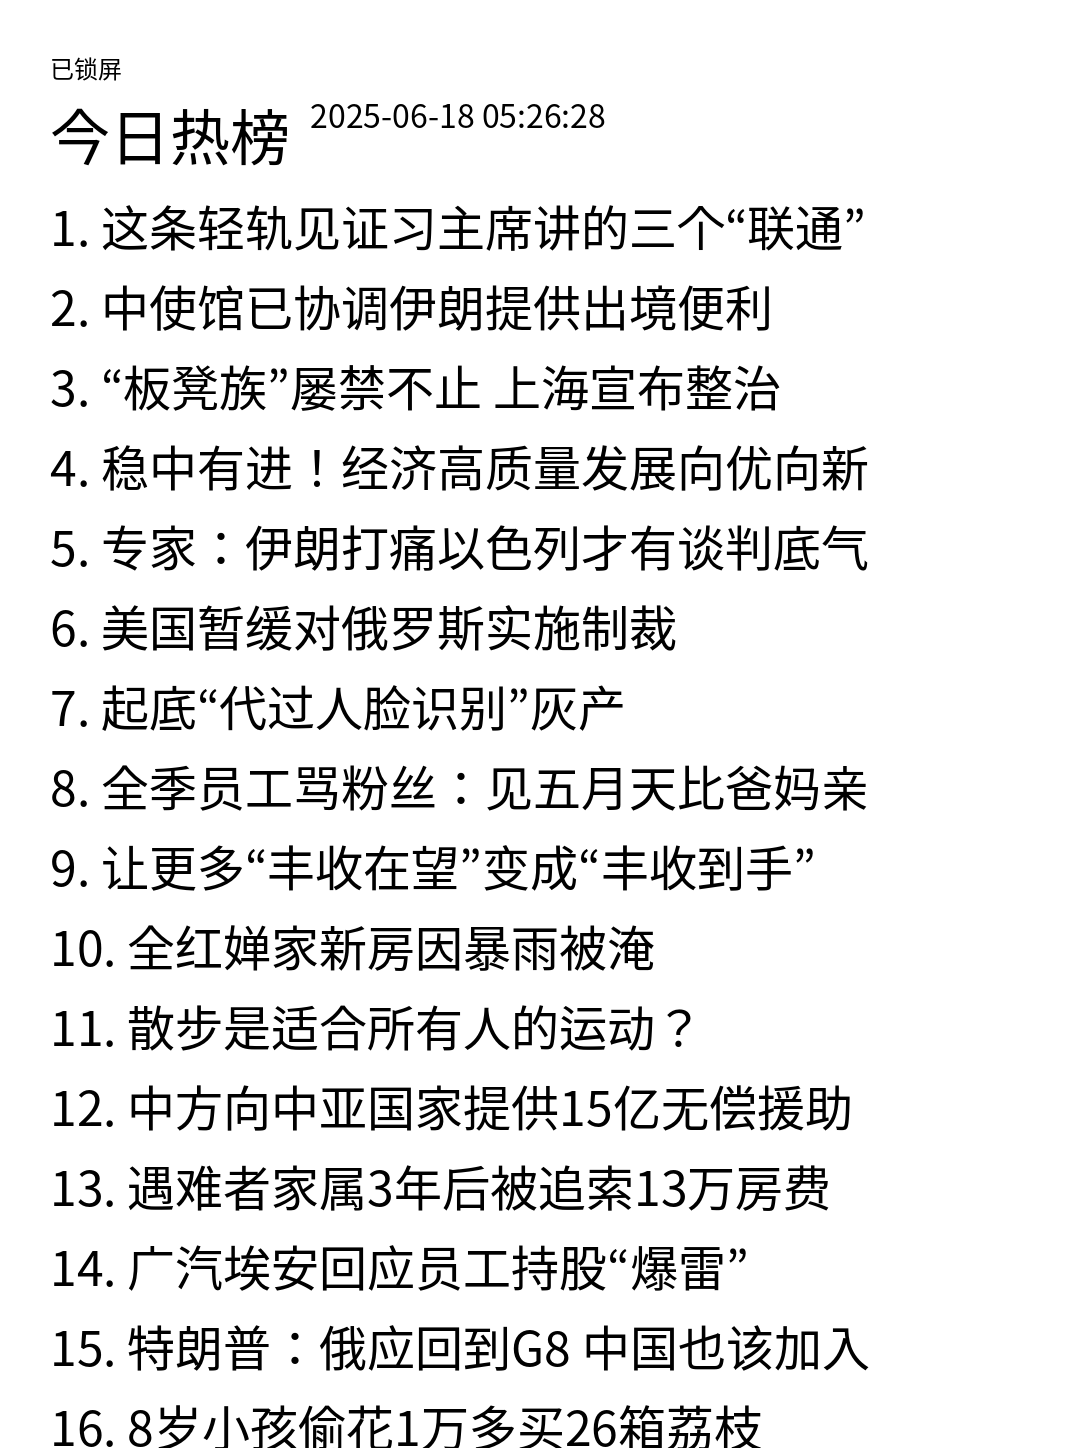 已锁屏
今日热榜 2025-06-18 05:26:28
1. 这条轻轨见证习主席讲的三个“联通”
2. 中使馆已协调伊朗提供出境便利
3. “板凳族”屡禁不止 上海宣布整治
4. 稳中有进！经济高质量发展向优向新
5. 专家：伊朗打痛以色列才有谈判底气
6. 美国暂缓对俄罗斯实施制裁
7. 起底“代过人脸识别”灰产
8. 全季员工骂粉丝：见五月天比爸妈亲
9. 让更多“丰收在望”变成“丰收到手”
10. 全红婵家新房因暴雨被淹
11. 散步是适合所有人的运动？
12. 中方向中亚国家提供15亿无偿援助
13. 遇难者家属3年后被追索13万房费
14. 广汽埃安回应员工持股“爆雷”
15. 特朗普：俄应回到G8 中国也该加入
16. 8岁小孩偷花1万多买26箱荔枝